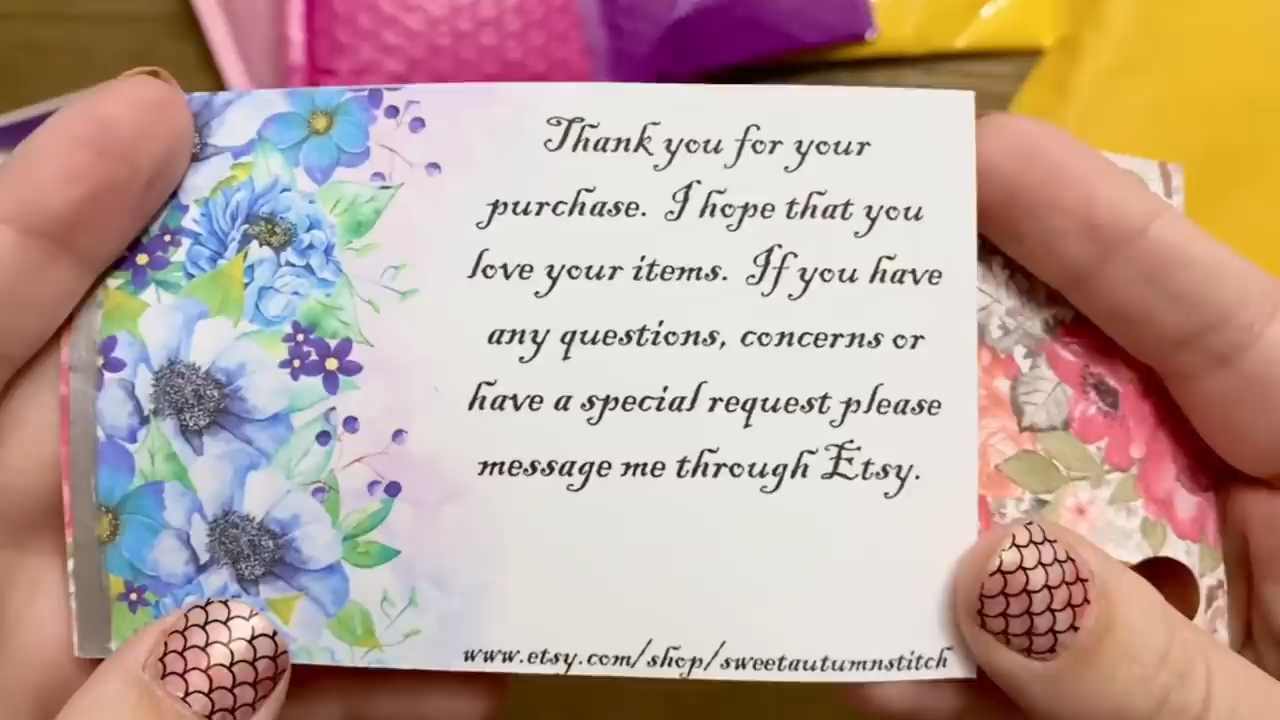 Thank you for your
purchase. I hope that you
love your items. If you have
any questions, concerns or
have a special request please
message me through Etsy.
www.etsy.com/shop/sweetautumnstitch